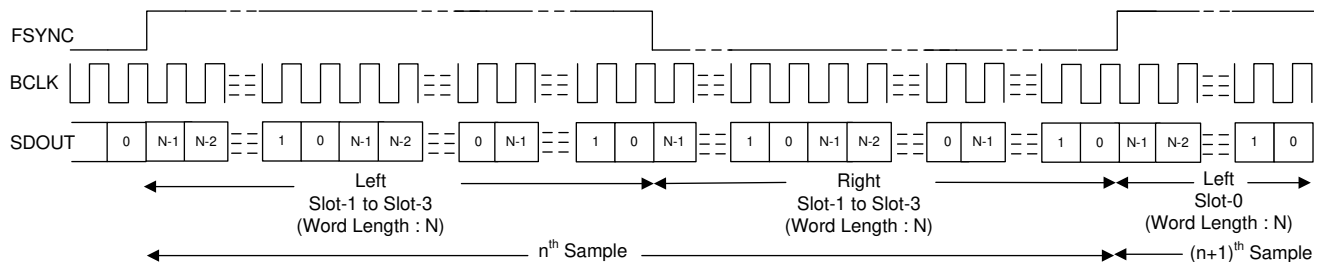 FSYNC
BCLK
SDOUT 0 N-1 N-2 1 0 N-1 N-2 0 N-1 1 0 N-1 1 0 N-1 N-2 0 N-1 1 0 N-1 N-2 1 0
Left Right Left
Slot-1 to Slot-3 Slot-1 to Slot-3 Slot-0
(Word Length : N) (Word Length : N) (Word Length : N)
nth Sample (n+1)th Sample